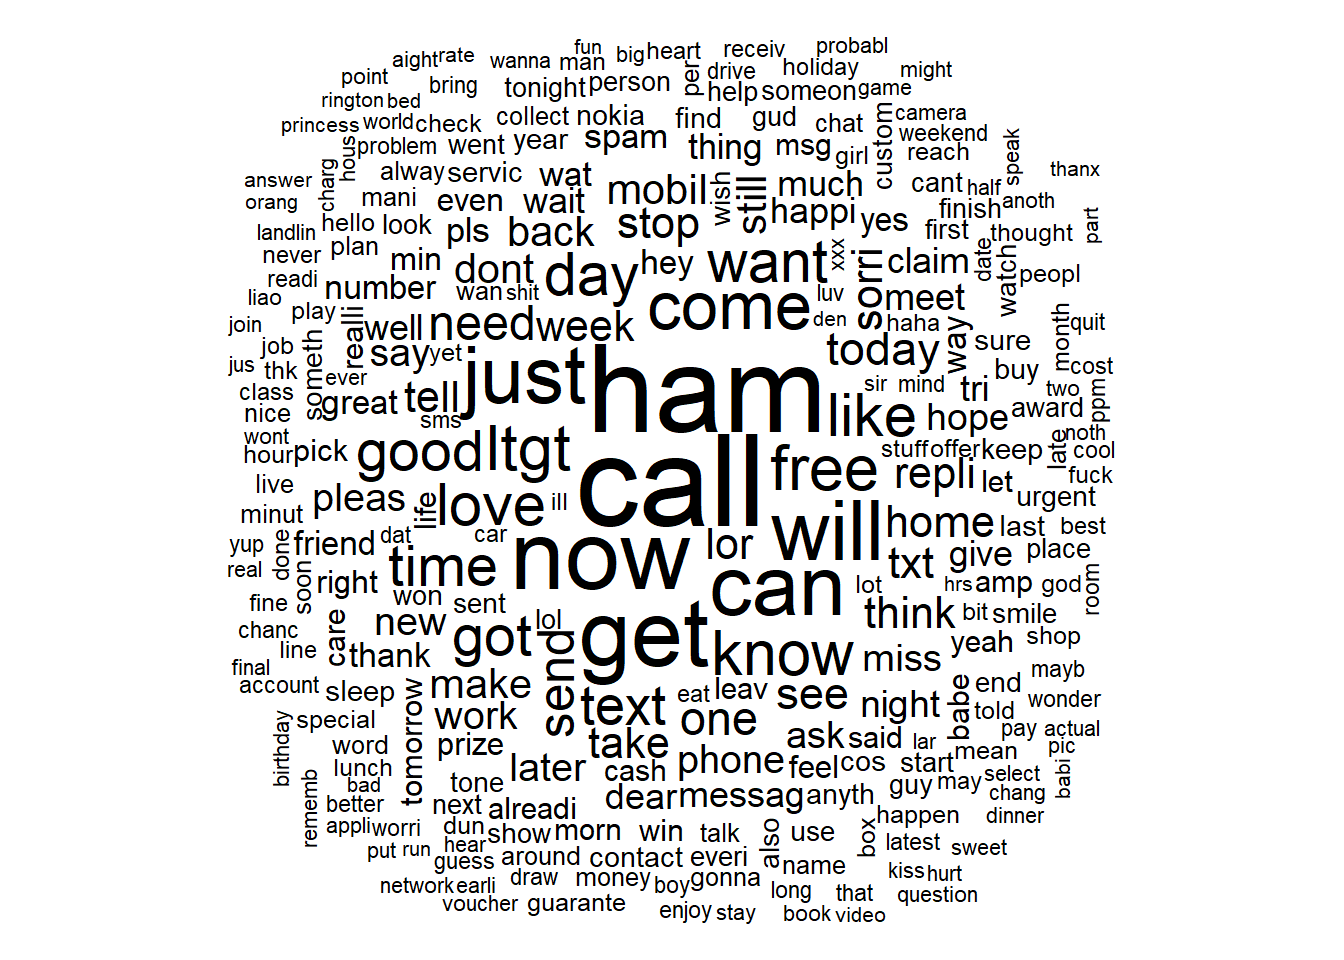 fun big heart receiv probabl
aight rate wanna man per drive holiday might
point bring tonight person help someon game
rington bed collect nokia find gud chat custom camera
princess world check problem went year spam thing msg girl weekend speak
hous alway servic wat wish still much cant reach thanx
answer charg mani even wait mobil happi yes half anoth
orang hello look pls back stop finish part
landlin plan min dont day hey want xxx sorri first thought
never readi number wan shit come luv claim date watch peopl
liao play well need week den haha meet month quit
join realli say yet just ham today way sure cost
job thk someth ever tell like sir mind tri buy two ppm
jus class great sms hope award
nice wont hour pick good ltgt call free stuff offer keep late noth cool
live pleas life love ill repli let urgent fuck
minut dat car now lor will home last best
yup done friend time can txt give place
real soon right won sent lot hrs amp god room
fine chanc care new got lol get know think bit smile
line thank send miss yeah shop
final account sleep make text eat leav see night babe end mayb wonder
birthday special tomorrow work one told pay actual
word prize take ask said lar mean pic
lunch bad tone later cash phone feel cos start select babi
rememb better next alreadi dear messag anyth guy may chang
appli worri dun show morn win talk also use box happen dinner
put run hear guess around contact everi name latest sweet
network earli draw money boy gonna long that kiss hurt
voucher guarante enjoy stay book video question